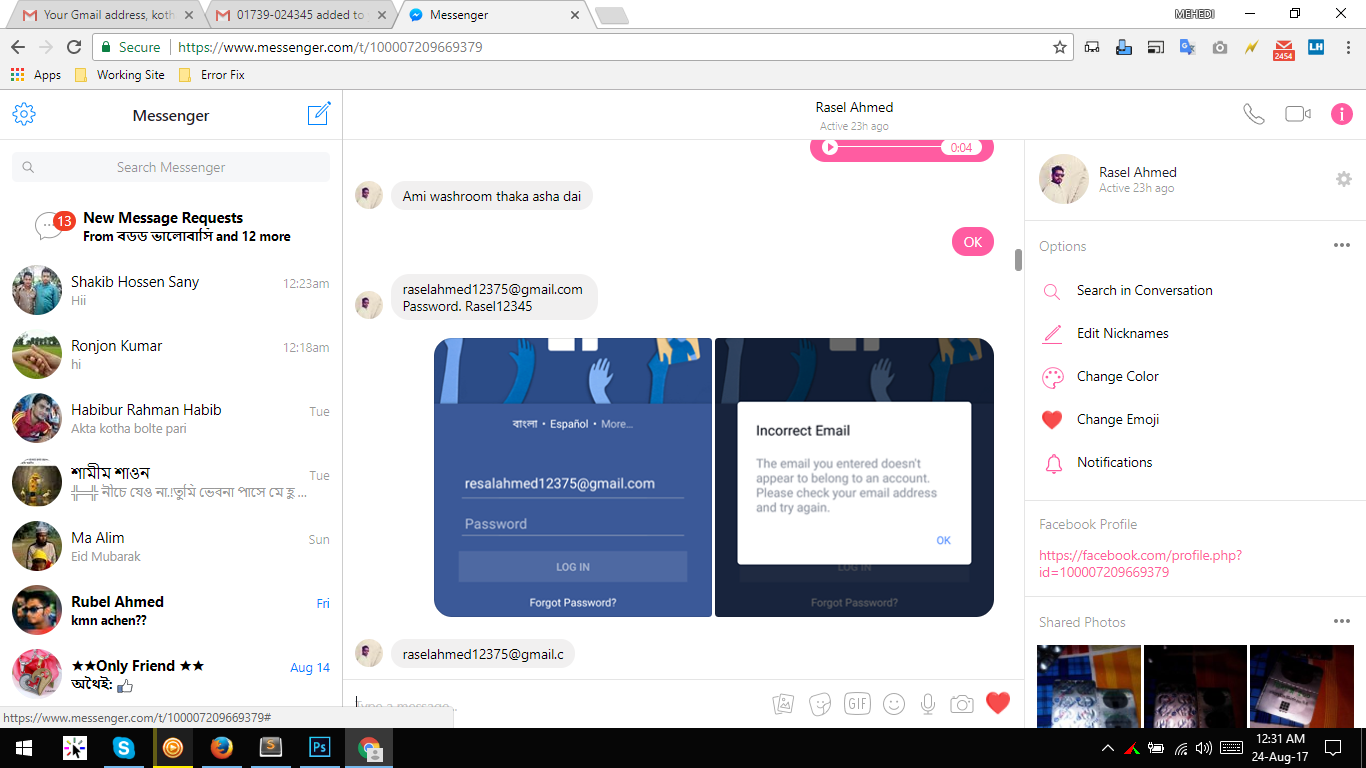 Your Gmail address, koth
01739-024345 added to
Messenger
MEHEDI
Secure
https://www.messenger.com/t/100007209669379
2454
LH
Apps
Working Site
Error Fix
Messenger
Search Messenger
13
New Message Requests
From বডড ভালোবাসি and 12 more
Shakib Hossen Sany
12:23am
Hii
Ronjon Kumar
12:18am
hi
Habibur Rahman Habib
Tue
Akta kotha bolte pari
শামীম শাওন
Tue
নীচে যেও না.!তুমি ভেবনা পাসে মে হু ...
Ma Alim
Sun
Eid Mubarak
Rubel Ahmed
Fri
kmn achen??
★★Only Friend ★★
Aug 14
অথৈই:
https://www.messenger.com/t/100007209669379#
Rasel Ahmed
Active 23h ago
0:04
Ami washroom thaka asha dai
OK
raselahmed12375@gmail.com
Password. Rasel12345
বাংলা • Español • More...
resalahmed12375@gmail.com
Password
LOG IN
Forgot Password?
Incorrect Email
The email you entered doesn't
appear to belong to an account.
Please check your email address
and try again.
OK
LOG IN
Forgot Password?
raselahmed12375@gmail.c
Type a message...
GIF
Rasel Ahmed
Active 23h ago
Options
Search in Conversation
Edit Nicknames
Change Color
Change Emoji
Notifications
Facebook Profile
https://facebook.com/profile.php?
id=100007209669379
Shared Photos
S
Ps
12:31 AM
24-Aug-17